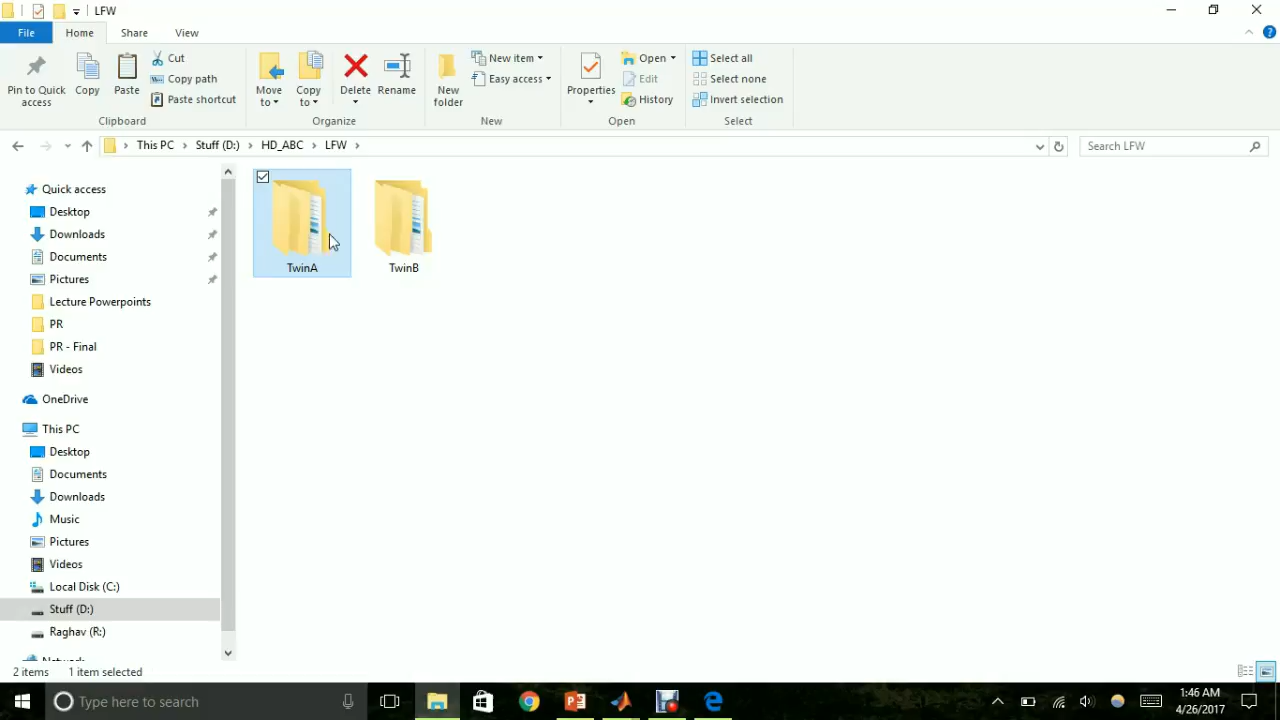 LFW
File Home Share View
Pin to Quick access
Copy
Paste
Cut
Copy path
Paste shortcut
Clipboard
Move to
Copy to
Delete
Rename
Organize
New folder
New item
Easy access
New
Properties
Open
Edit
History
Open
Select all
Select none
Invert selection
Select
This PC Stuff (D:) HD_ABC LFW
Search LFW
Quick access
Desktop
Downloads
Documents
Pictures
Lecture Powerpoints
PR
PR - Final
Videos
OneDrive
This PC
Desktop
Documents
Downloads
Music
Pictures
Videos
Local Disk (C:)
Stuff (D:)
Raghav (R:)
Network
TwinA
TwinB
2 items 1 item selected
Type here to search
1:46 AM
4/26/2017